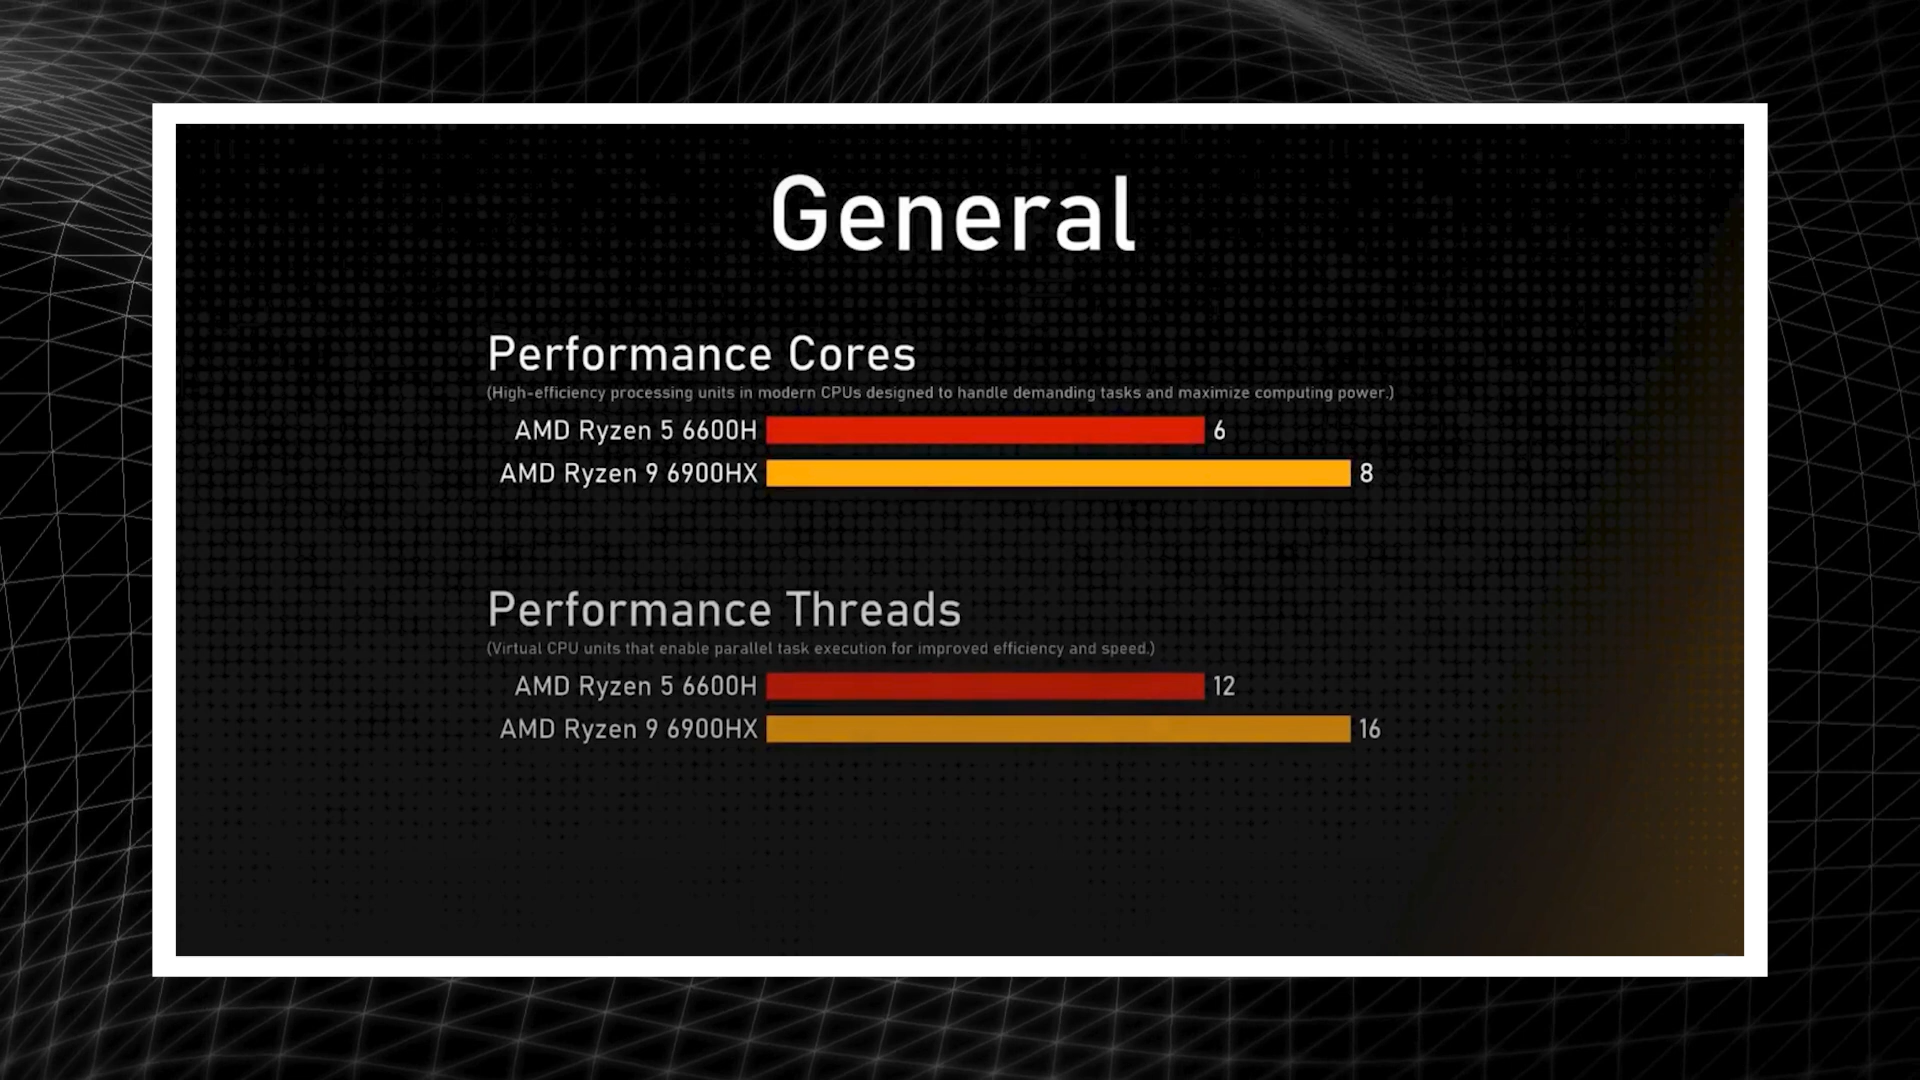 General
Performance Cores
(High-efficiency processing units in modern CPUs designed to handle demanding tasks and maximize computing power.)
AMD Ryzen 5 6600H 6
AMD Ryzen 9 6900HX 8
Performance Threads
(Virtual CPU units that enable parallel task execution for improved efficiency and speed.)
AMD Ryzen 5 6600H 12
AMD Ryzen 9 6900HX 16